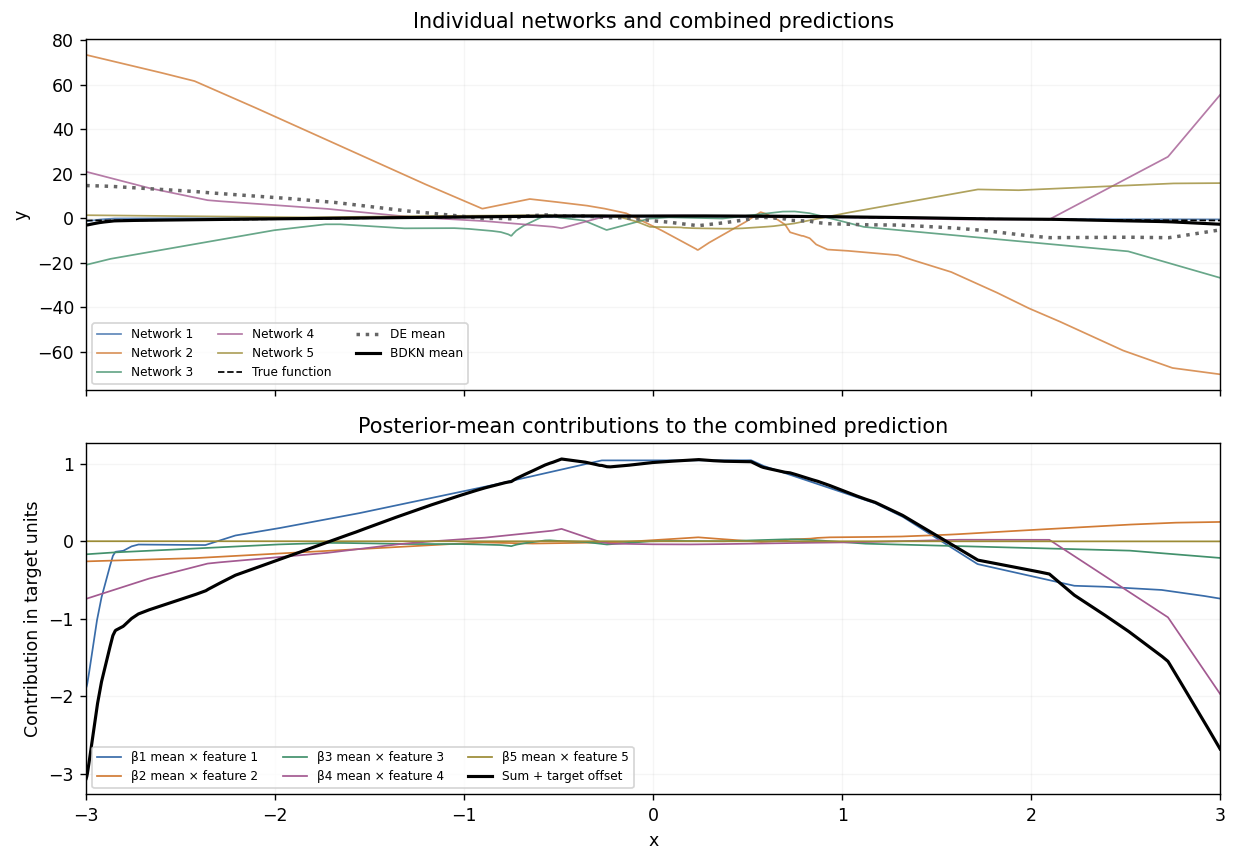 Individual networks and combined predictions
80
60
40
20
0
−20
−40
−60
y
Network 1
Network 2
Network 3
Network 4
Network 5
True function
DE mean
BDKN mean
Posterior-mean contributions to the combined prediction
1
0
−1
−2
−3
Contribution in target units
β1 mean × feature 1
β2 mean × feature 2
β3 mean × feature 3
β4 mean × feature 4
β5 mean × feature 5
Sum + target offset
−3 −2 −1 0 1 2 3
x